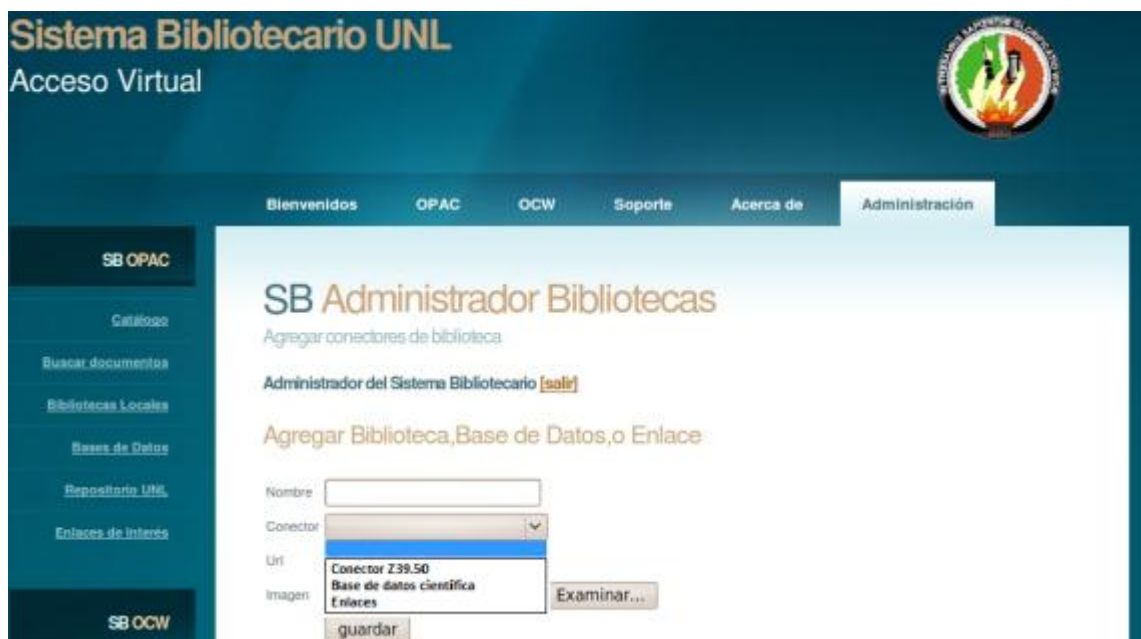 Sistema Bibliotecario UNL
Acceso Virtual
Bienvenidos OPAC OCW Soporte Acerca de Administración
SB OPAC
Catálogo
Buscar documentos
Bibliotecas Locales
Bases de Datos
Repositorio UNL
Enlaces de Interés
SB OCW
SB Administrador Bibliotecas
Agregar conectores de biblioteca
Administrador del Sistema Bibliotecario [salir]
Agregar Biblioteca,Base de Datos,o Enlace
Nombre
Conector
Url
Conector Z39.50
Base de datos científica
Enlaces
Imagen Examinar...
guardar